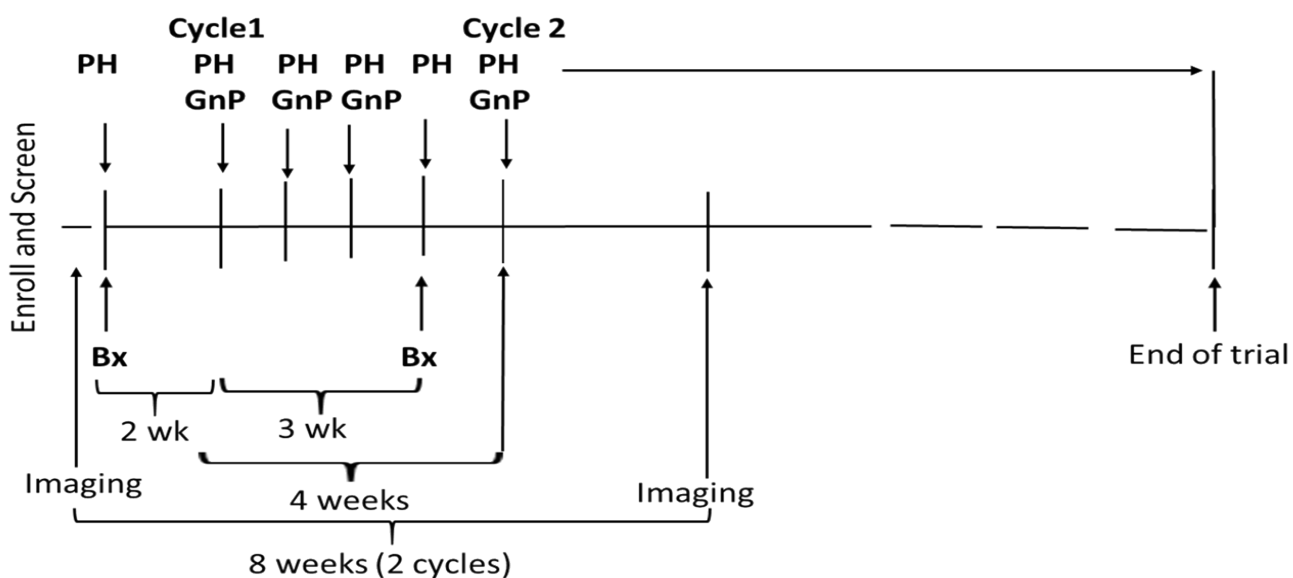 Cycle1 Cycle 2
PH PH PH PH PH PH
GnP GnP GnP GnP
Enroll and Screen
Bx Bx
End of trial
2 wk 3 wk
Imaging Imaging
4 weeks
8 weeks (2 cycles)